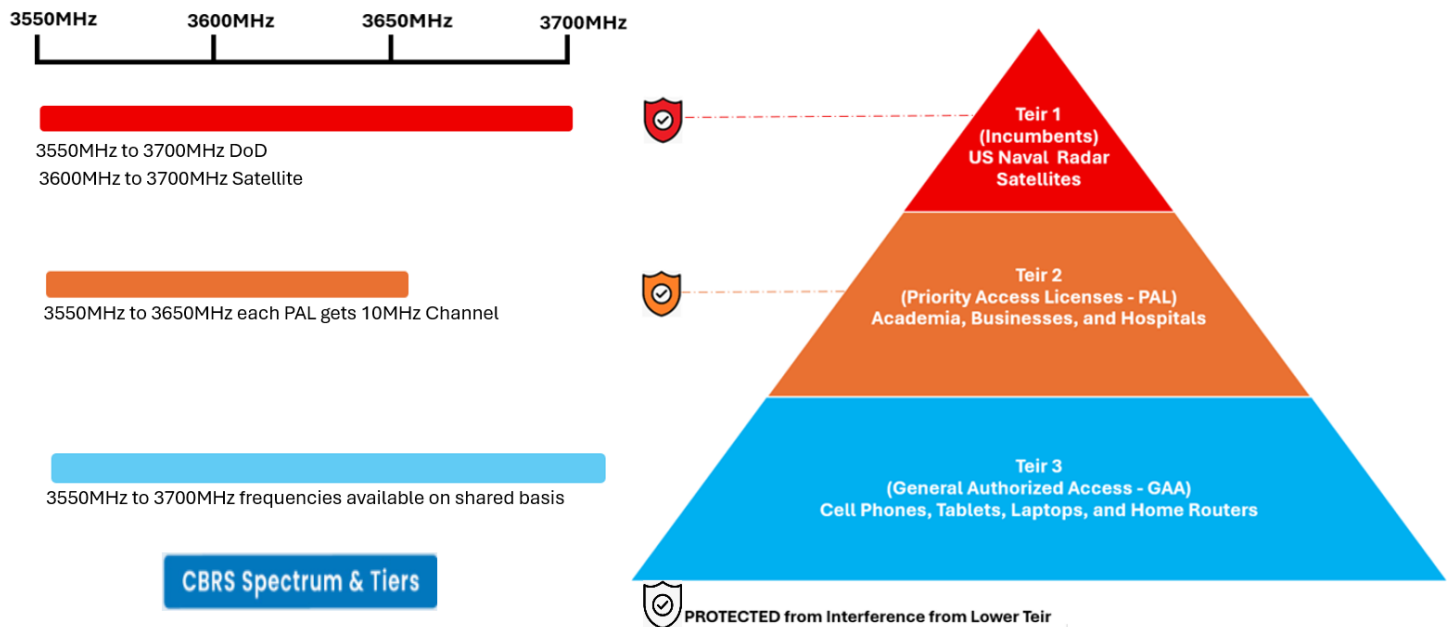 3550MHz 3600MHz 3650MHz 3700MHz
3550MHz to 3700MHz DoD
3600MHz to 3700MHz Satellite
3550MHz to 3650MHz each PAL gets 10MHz Channel
3550MHz to 3700MHz frequencies available on shared basis
CBRS Spectrum & Tiers
Teir 1
(Incumbents)
US Naval Radar
Satellites
Teir 2
(Priority Access Licenses - PAL)
Academia, Businesses, and Hospitals
Teir 3
(General Authorized Access - GAA)
Cell Phones, Tablets, Laptops, and Home Routers
PROTECTED from Interference from Lower Teir